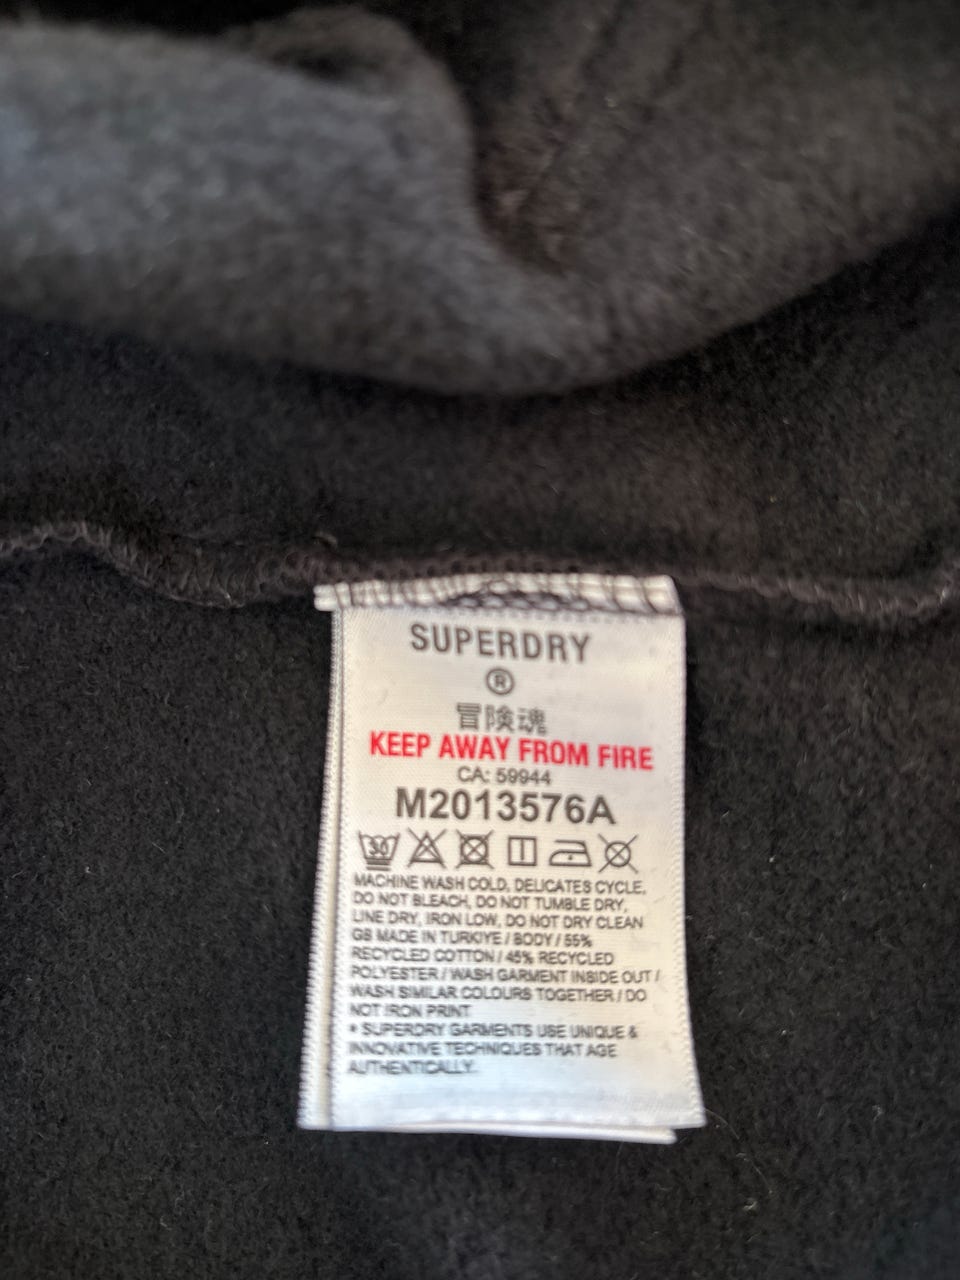 SUPERDRY
®
冒険魂
KEEP AWAY FROM FIRE
CA: 59944
M2013576A
30
MACHINE WASH COLD, DELICATES CYCLE,
DO NOT BLEACH, DO NOT TUMBLE DRY,
LINE DRY, IRON LOW, DO NOT DRY CLEAN
GB MADE IN TURKIYE / BODY / 55%
RECYCLED COTTON / 45% RECYCLED
POLYESTER / WASH GARMENT INSIDE OUT /
WASH SIMILAR COLOURS TOGETHER / DO
NOT IRON PRINT
* SUPERDRY GARMENTS USE UNIQUE &
INNOVATIVE TECHNIQUES THAT AGE
AUTHENTICALLY.